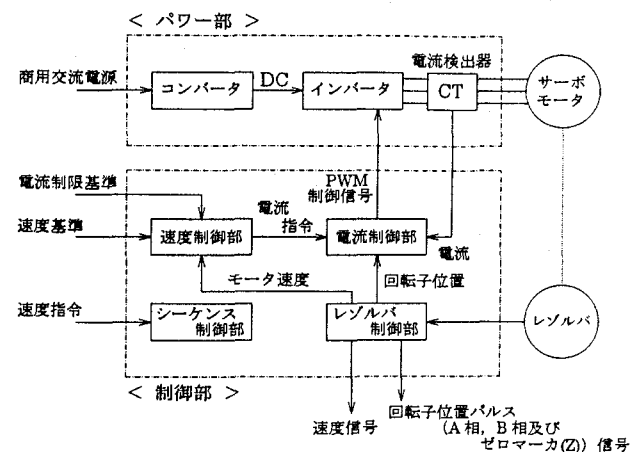 < パワー部 >
電流検出器
商用交流電源
コンバータ
DC
インバータ
CT
サーボ
モータ
電流制限基準
PWM
制御信号
速度基準
速度制御部
電流
指令
電流制御部
電流
モータ速度
回転子位置
速度指令
シーケンス
制御部
レゾルバ
制御部
レゾルバ
< 制御部 >
速度信号
回転子位置パルス
(A相, B相及び
ゼロマーカ(Z)) 信号